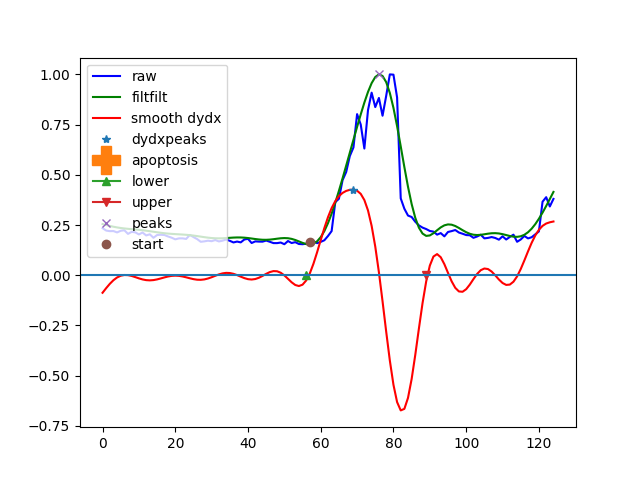 1.00
0.75
0.50
0.25
0.00
−0.25
−0.50
−0.75
raw
filtfilt
smooth dydx
dydxpeaks
apoptosis
lower
upper
peaks
start
0 20 40 60 80 100 120